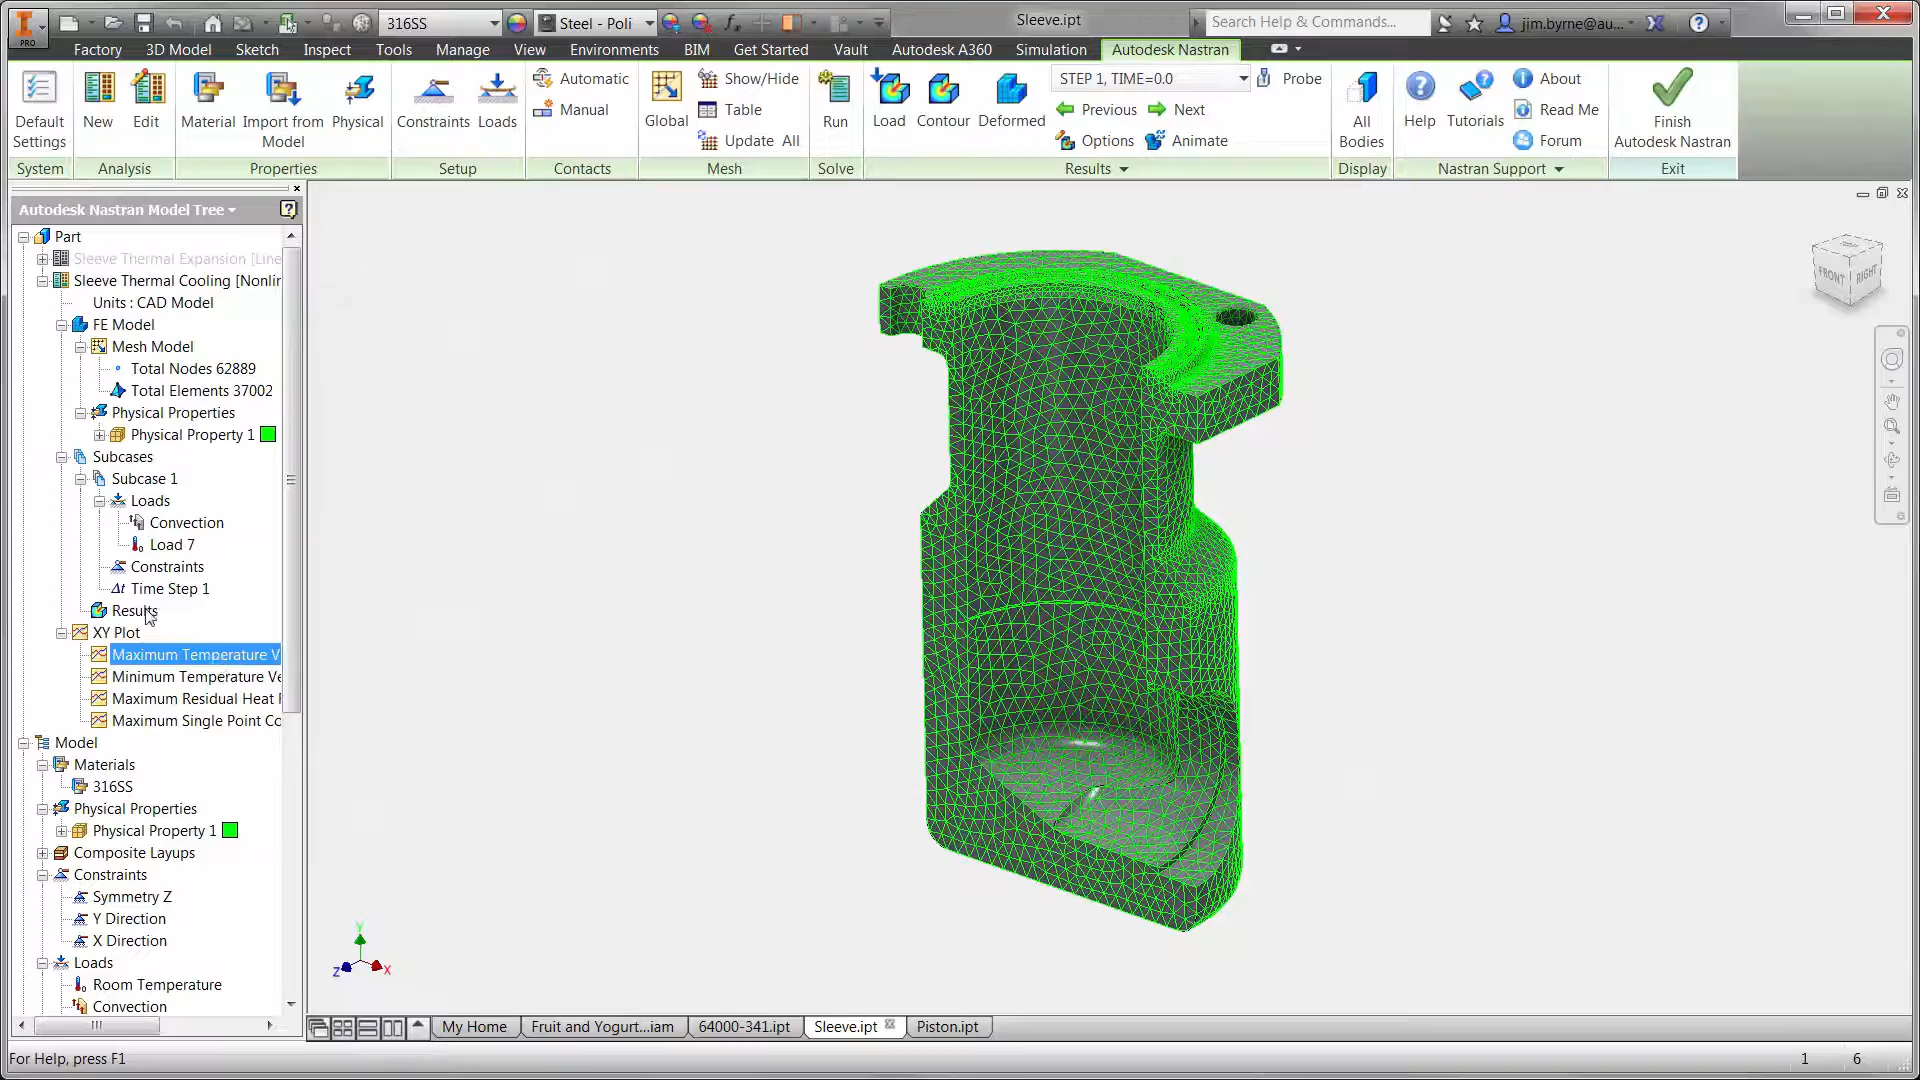 PRO
316SS
Steel - Poli
Sleeve.ipt
Search Help & Commands...
jim.byrne@au...
Factory 3D Model Sketch Inspect Tools Manage View Environments BIM Get Started Vault Autodesk A360 Simulation Autodesk Nastran
Default Settings
New
Edit
Material
Import from Model
Physical
Constraints
Loads
Automatic
Manual
Global
Show/Hide
Table
Update All
Run
Load
Contour
Deformed
STEP 1, TIME=0.0
Probe
Previous
Next
Options
Animate
All Bodies
Help
Tutorials
About
Read Me
Forum
Finish Autodesk Nastran
System Analysis Properties Setup Contacts Mesh Solve Results Display Nastran Support Exit
Autodesk Nastran Model Tree
Part
Sleeve Thermal Expansion [Line
Sleeve Thermal Cooling [Nonlin
Units : CAD Model
FE Model
Mesh Model
Total Nodes 62889
Total Elements 37002
Physical Properties
Physical Property 1
Subcases
Subcase 1
Loads
Convection
Load 7
Constraints
Δt Time Step 1
Results
XY Plot
Maximum Temperature V
Minimum Temperature Ve
Maximum Residual Heat
Maximum Single Point Co
Model
Materials
316SS
Physical Properties
Physical Property 1
Composite Layups
Constraints
Symmetry Z
Y Direction
X Direction
Loads
Room Temperature
Convection
FRONT
RIGHT
Y
Z
X
My Home
Fruit and Yogurt...iam
64000-341.ipt
Sleeve.ipt
Piston.ipt
For Help, press F1
1
6